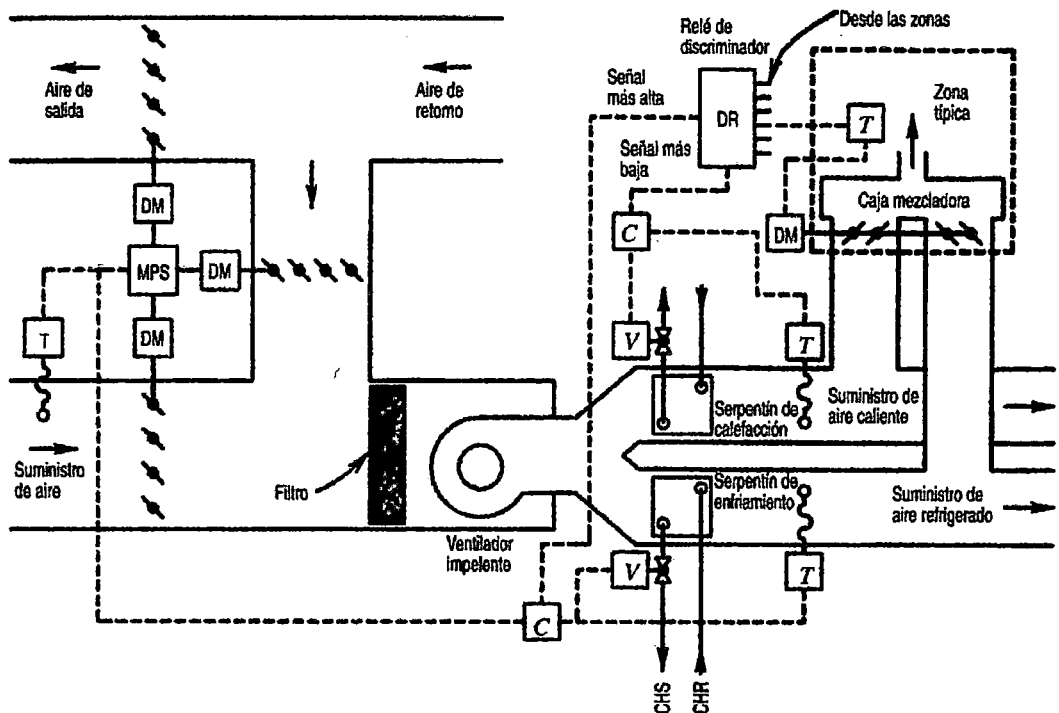 Desde las zonas
Relé de
discriminador
Aire de
salida
Aire de
retorno
Señal
más alta
DR
T
Zona
típica
Señal más
baja
DM
Caja mezcladora
C
DM
MPS
DM
T
DM
V
T
Serpentín de
calefacción
Suministro de
aire caliente
Suministro
de aire
Filtro
Serpentín de
enfriamiento
Suministro de
aire refrigerado
Ventilador
impelente
V
T
C
CHS
CHR